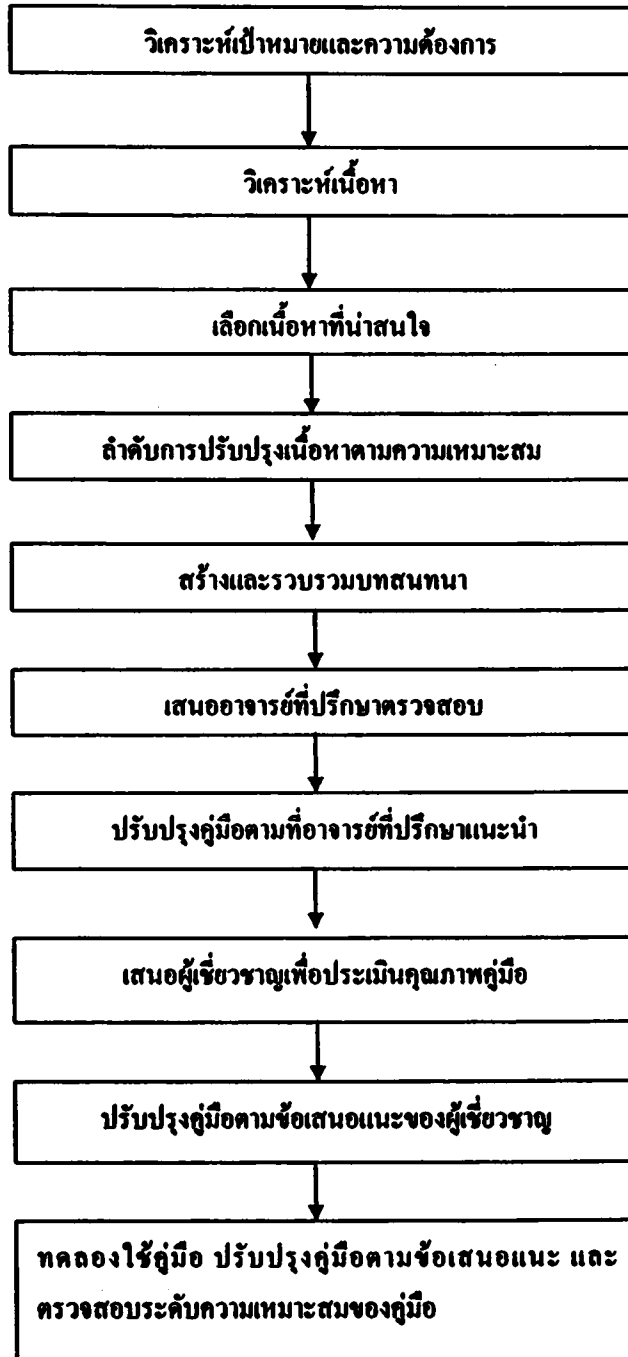 วิเคราะห์เป้าหมายและความต้องการ
วิเคราะห์เนื้อหา
เลือกเนื้อหาที่น่าสนใจ
ลำดับการปรับปรุงเนื้อหาตามความเหมาะสม
สร้างและรวบรวมบทสนทนา
เสนออาจารย์ที่ปรึกษาตรวจสอบ
ปรับปรุงคู่มือตามที่อาจารย์ที่ปรึกษาแนะนำ
เสนอผู้เชี่ยวชาญเพื่อประเมินคุณภาพคู่มือ
ปรับปรุงคู่มือตามข้อเสนอแนะของผู้เชี่ยวชาญ
ทดลองใช้คู่มือ ปรับปรุงคู่มือตามข้อเสนอแนะ และ
ตรวจสอบระดับความเหมาะสมของคู่มือ